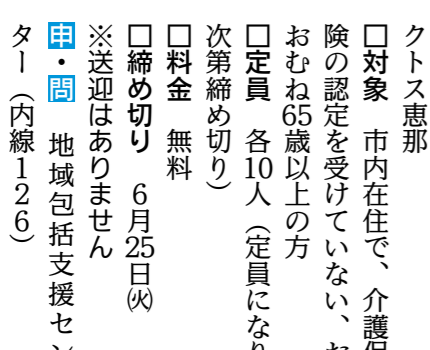 クトス恵那
□対象　市内在住で、介護保
険の認定を受けていない、お
おむね65歳以上の方
□定員　各10人（定員になり
次第締め切り）
□料金　無料
□締め切り　6月25日㈫
※送迎はありません
申・問　地域包括支援セン
ター（内線126）